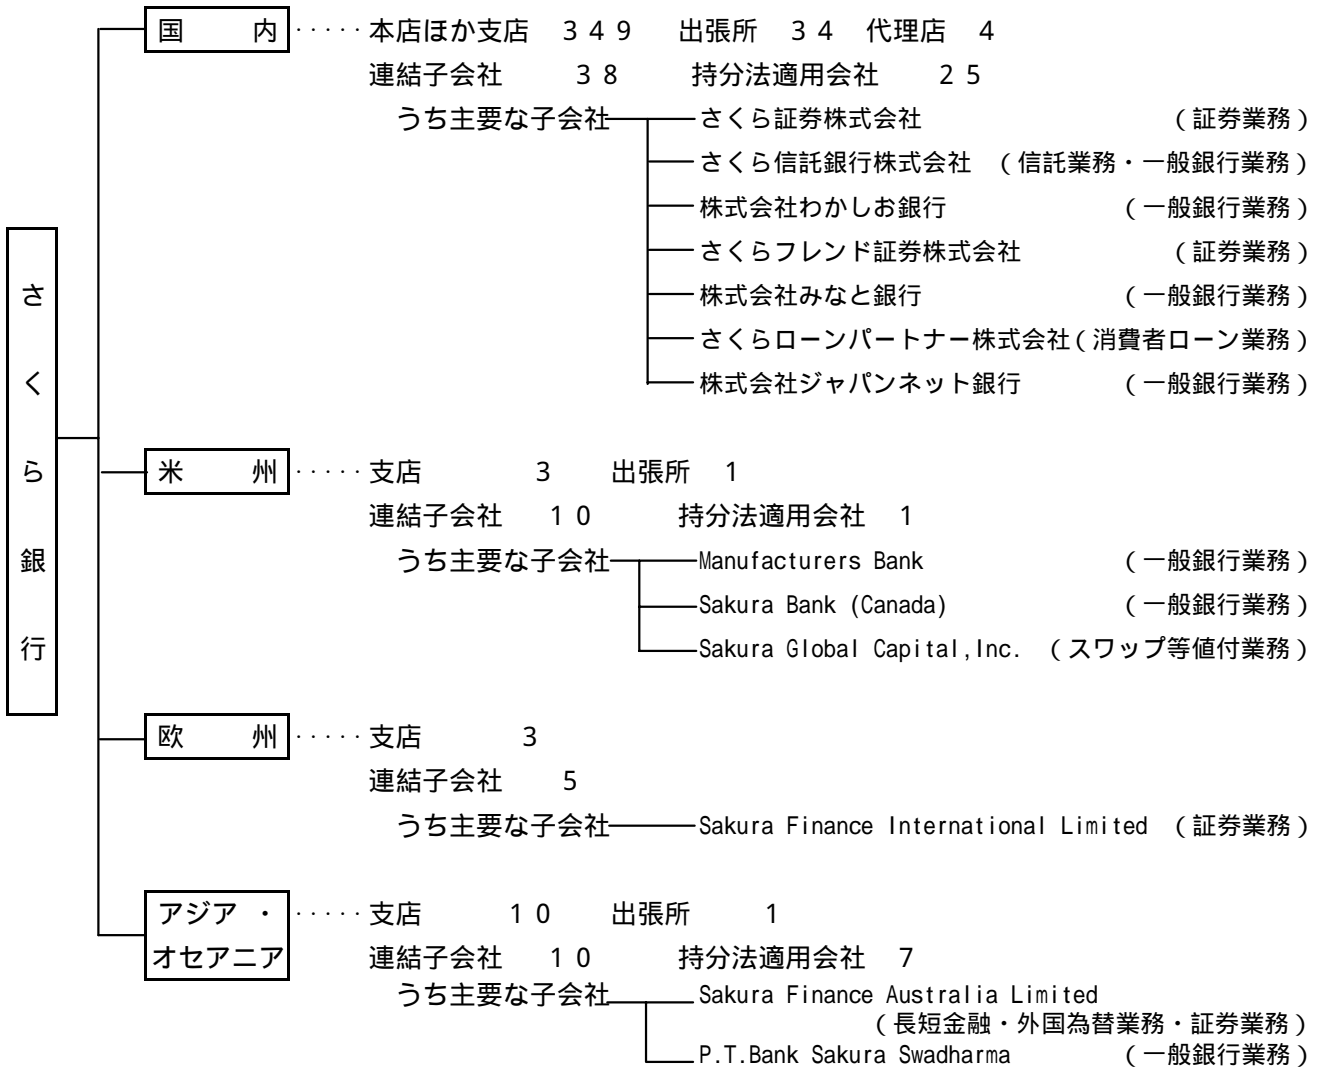 さくら銀行
国　内 ····· 本店ほか支店　３４９　出張所　３４　代理店　４
連結子会社　３８　持分法適用会社　２５
うち主要な子会社 さくら証券株式会社 （証券業務）
さくら信託銀行株式会社 （信託業務・一般銀行業務）
株式会社わかしお銀行 （一般銀行業務）
さくらフレンド証券株式会社 （証券業務）
株式会社みなと銀行 （一般銀行業務）
さくらローンパートナー株式会社（消費者ローン業務）
株式会社ジャパンネット銀行 （一般銀行業務）
米　州 ····· 支店　３　出張所　１
連結子会社　１０　持分法適用会社　１
うち主要な子会社 Manufacturers Bank （一般銀行業務）
Sakura Bank (Canada) （一般銀行業務）
Sakura Global Capital,Inc. （スワップ等値付業務）
欧　州 ····· 支店　３
連結子会社　５
うち主要な子会社 Sakura Finance International Limited （証券業務）
アジア・ ····· 支店　１０　出張所　１
オセアニア 連結子会社　１０　持分法適用会社　７
うち主要な子会社 Sakura Finance Australia Limited
（長短金融・外国為替業務・証券業務）
P.T.Bank Sakura Swadharma （一般銀行業務）